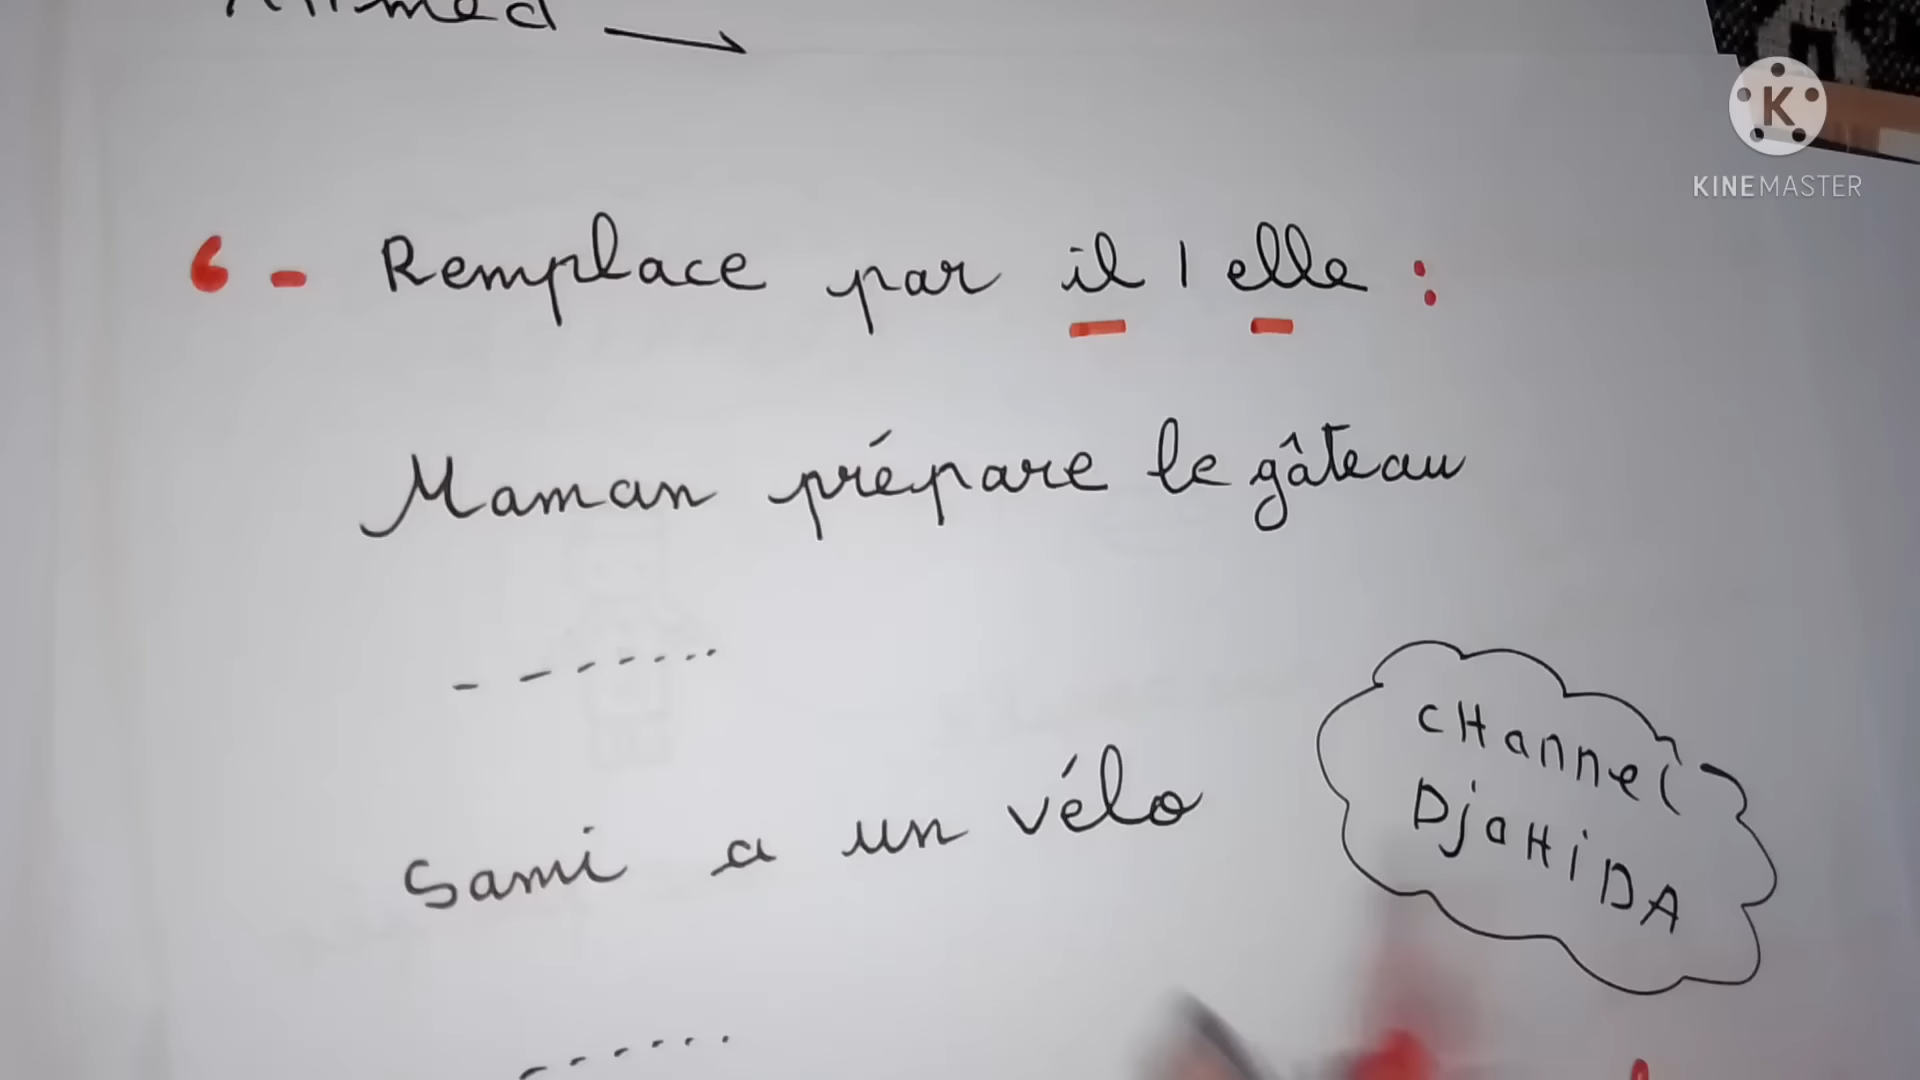 6- Remplace par il / elle :
Maman prépare le gâteau
-------
Sami a un vélo
------
CHannel
DjaHiDA
K
KINEMASTER